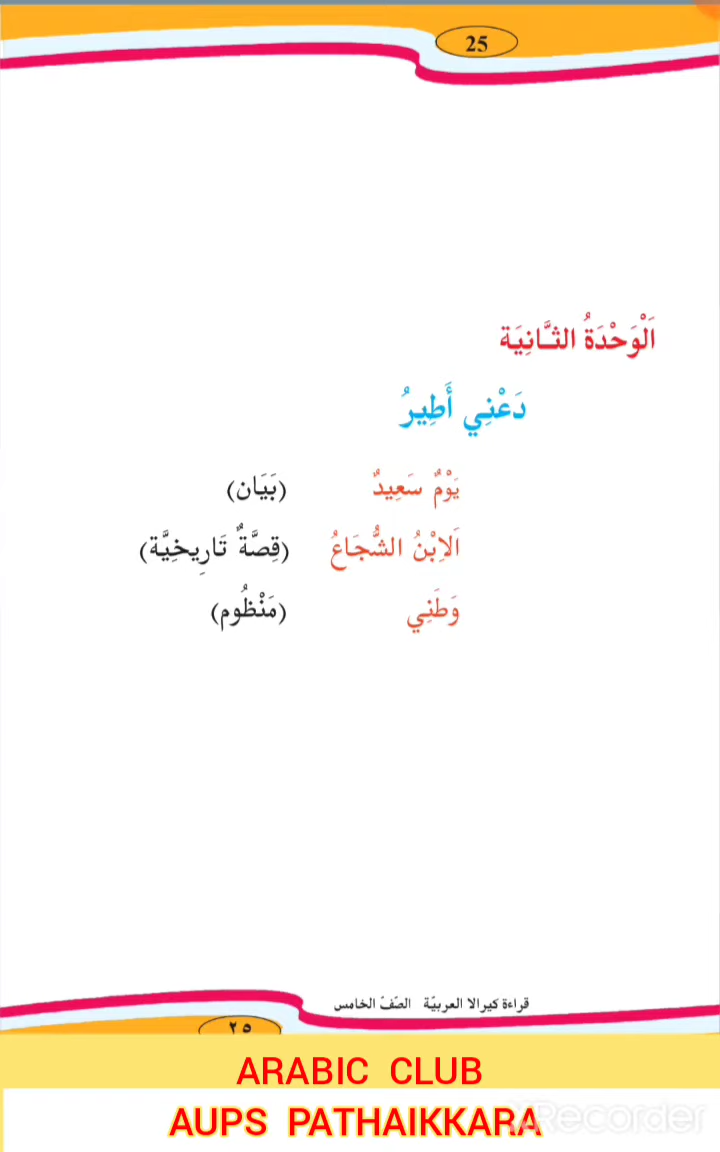 25
اَلْوَحْدَةُ الثَّانِيَة
دَعْنِي أَطِيرُ
يَوْمٌ سَعِيدٌ (بَيَان)
اَلاِبْنُ الشُّجَاعُ (قِصَّةٌ تَارِيخِيَّة)
وَطَنِي (مَنْظُوم)
قراءة كيرالا العربيّة الصّفّ الخامس
٢٥
ARABIC CLUB
AUPS PATHAIKKARA
XRecorder